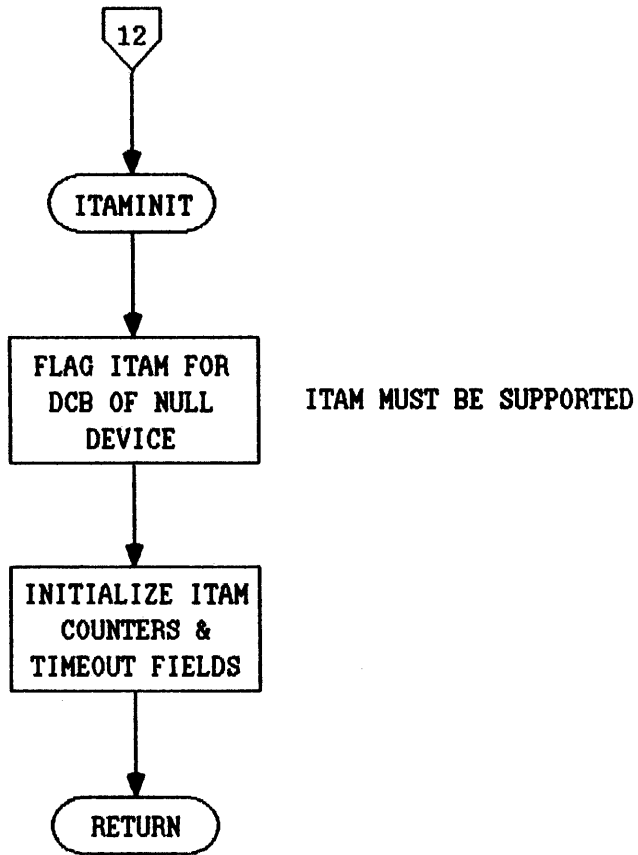 12
ITAMINIT
FLAG ITAM FOR
DCB OF NULL
DEVICE
ITAM MUST BE SUPPORTED
INITIALIZE ITAM
COUNTERS &
TIMEOUT FIELDS
RETURN